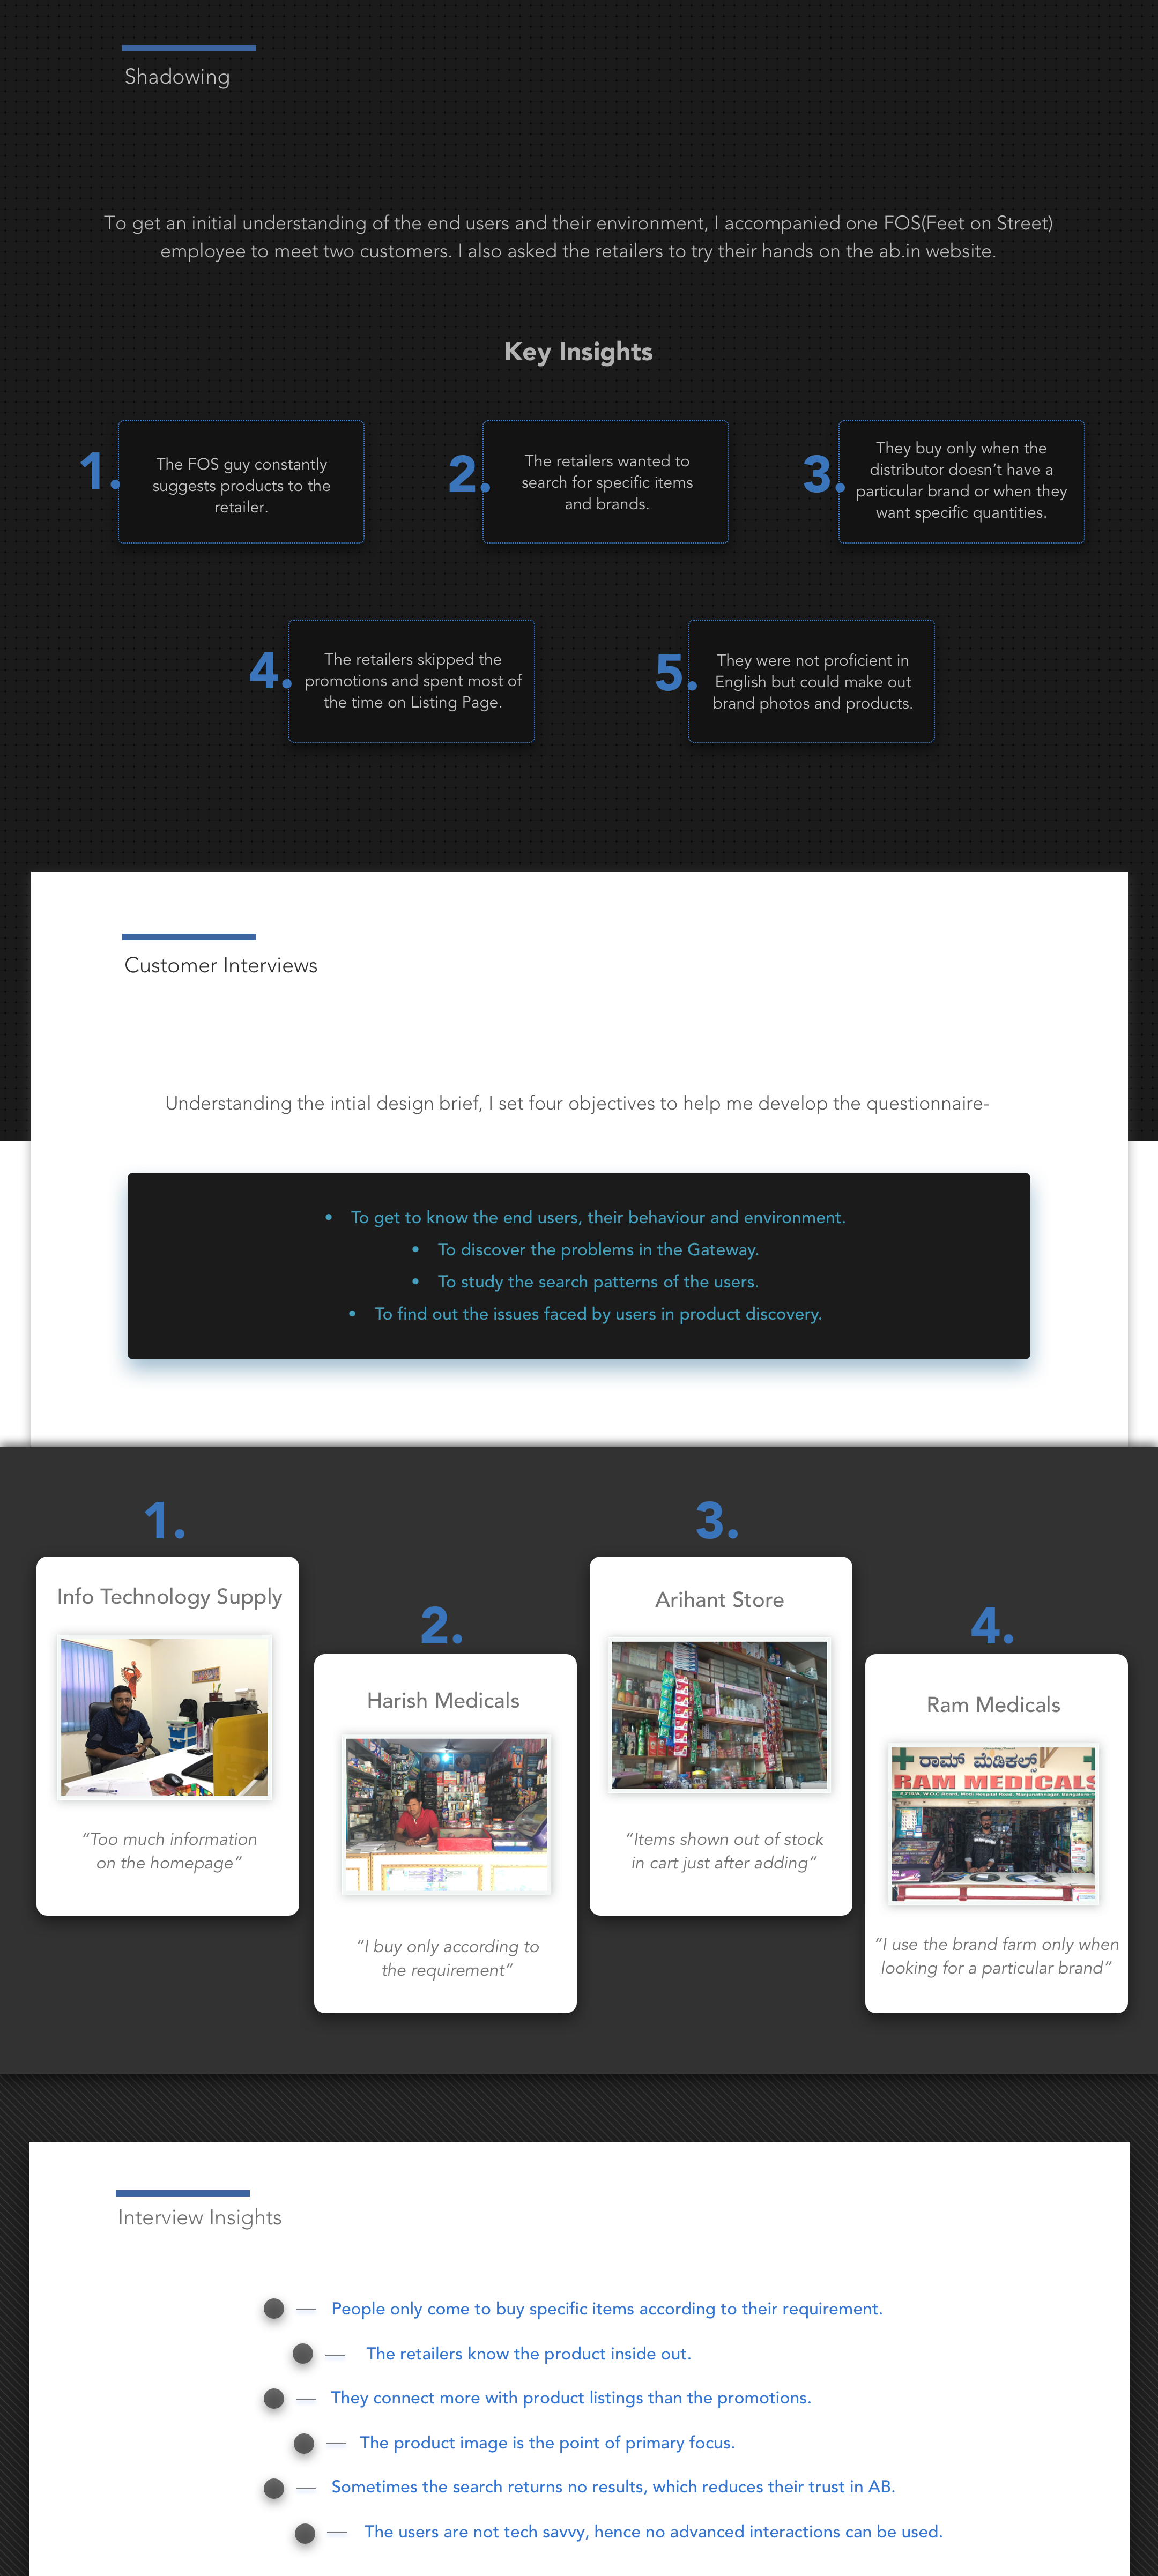 Shadowing
To get an initial understanding of the end users and their environment, I accompanied one FOS(Feet on Street)
employee to meet two customers. I also asked the retailers to try their hands on the ab.in website.
Key Insights
1.
The FOS guy constantly
suggests products to the
retailer.
2.
The retailers wanted to
search for specific items
and brands.
3.
They buy only when the
distributor doesn’t have a
particular brand or when they
want specific quantities.
4.
The retailers skipped the
promotions and spent most of
the time on Listing Page.
5.
They were not proficient in
English but could make out
brand photos and products.
Customer Interviews
Understanding the intial design brief, I set four objectives to help me develop the questionnaire-
• To get to know the end users, their behaviour and environment.
• To discover the problems in the Gateway.
• To study the search patterns of the users.
• To find out the issues faced by users in product discovery.
1.
Info Technology Supply
“Too much information
on the homepage”
2.
Harish Medicals
“I buy only according to
the requirement”
3.
Arihant Store
“Items shown out of stock
in cart just after adding”
4.
Ram Medicals
ರಾಮ್ ಮೆಡಿಕಲ್ಸ್
RAM MEDICALS
“I use the brand farm only when
looking for a particular brand”
Interview Insights
— People only come to buy specific items according to their requirement.
— The retailers know the product inside out.
— They connect more with product listings than the promotions.
— The product image is the point of primary focus.
— Sometimes the search returns no results, which reduces their trust in AB.
— The users are not tech savvy, hence no advanced interactions can be used.